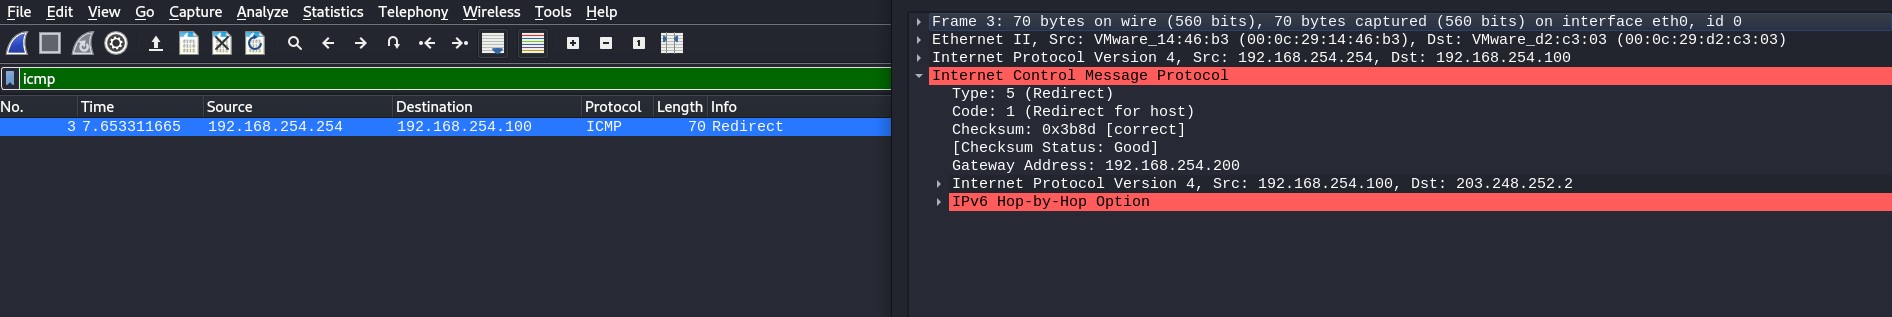 File Edit View Go Capture Analyze Statistics Telephony Wireless Tools Help
icmp
No. Time Source Destination Protocol Length Info
3 7.653311665 192.168.254.254 192.168.254.100 ICMP 70 Redirect
Frame 3: 70 bytes on wire (560 bits), 70 bytes captured (560 bits) on interface eth0, id 0
Ethernet II, Src: VMware_14:46:b3 (00:0c:29:14:46:b3), Dst: VMware_d2:c3:03 (00:0c:29:d2:c3:03)
Internet Protocol Version 4, Src: 192.168.254.254, Dst: 192.168.254.100
Internet Control Message Protocol
Type: 5 (Redirect)
Code: 1 (Redirect for host)
Checksum: 0x3b8d [correct]
[Checksum Status: Good]
Gateway Address: 192.168.254.200
Internet Protocol Version 4, Src: 192.168.254.100, Dst: 203.248.252.2
IPv6 Hop-by-Hop Option